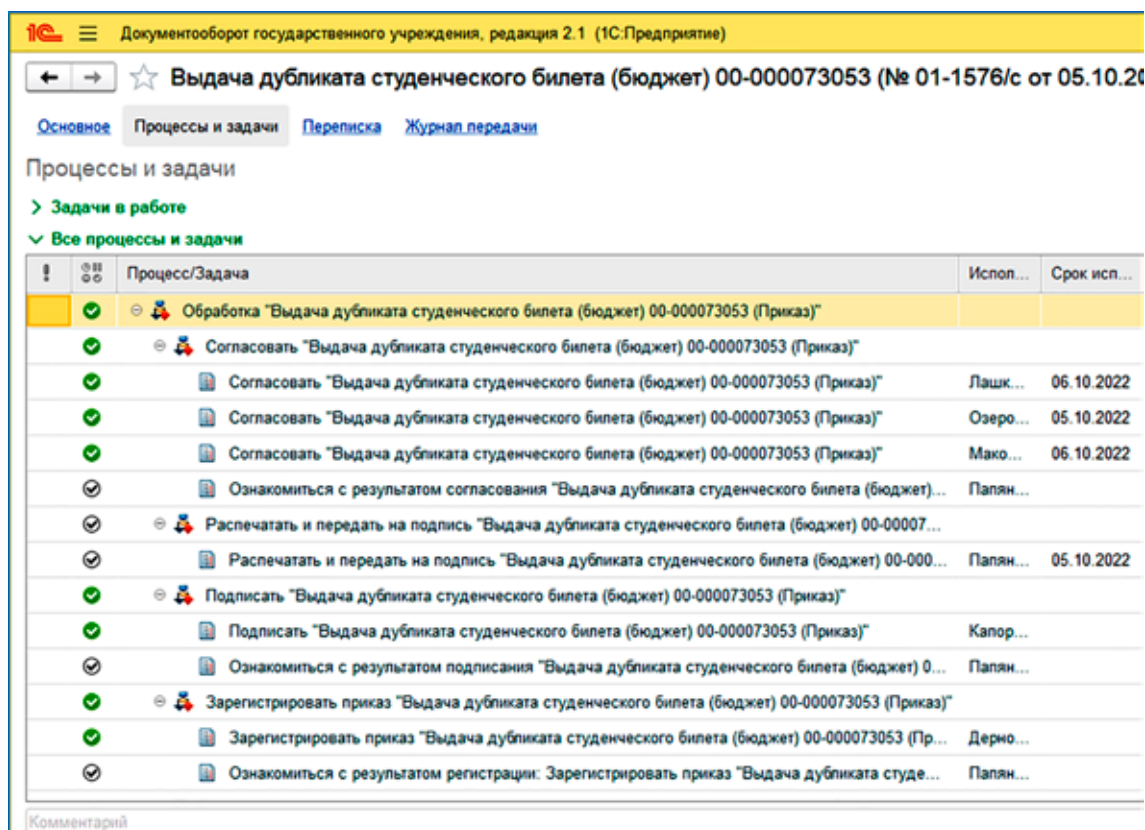 1С Документооборот государственного учреждения, редакция 2.1 (1С:Предприятие)
Выдача дубликата студенческого билета (бюджет) 00-000073053 (№ 01-1576/с от 05.10.20
Основное Процессы и задачи Переписка Журнал передачи
Процессы и задачи
Задачи в работе
Все процессы и задачи
! Процесс/Задача Испол... Срок исп...
Обработка "Выдача дубликата студенческого билета (бюджет) 00-000073053 (Приказ)"
Согласовать "Выдача дубликата студенческого билета (бюджет) 00-000073053 (Приказ)"
Согласовать "Выдача дубликата студенческого билета (бюджет) 00-000073053 (Приказ)" Лашк... 06.10.2022
Согласовать "Выдача дубликата студенческого билета (бюджет) 00-000073053 (Приказ)" Озеро... 05.10.2022
Согласовать "Выдача дубликата студенческого билета (бюджет) 00-000073053 (Приказ)" Мако... 06.10.2022
Ознакомиться с результатом согласования "Выдача дубликата студенческого билета (бюджет)... Папян...
Распечатать и передать на подпись "Выдача дубликата студенческого билета (бюджет) 00-00007...
Распечатать и передать на подпись "Выдача дубликата студенческого билета (бюджет) 00-000... Папян... 05.10.2022
Подписать "Выдача дубликата студенческого билета (бюджет) 00-000073053 (Приказ)"
Подписать "Выдача дубликата студенческого билета (бюджет) 00-000073053 (Приказ)" Капор...
Ознакомиться с результатом подписания "Выдача дубликата студенческого билета (бюджет) 0... Папян...
Зарегистрировать приказ "Выдача дубликата студенческого билета (бюджет) 00-000073053 (Приказ)"
Зарегистрировать приказ "Выдача дубликата студенческого билета (бюджет) 00-000073053 (Пр... Дерно...
Ознакомиться с результатом регистрации: Зарегистрировать приказ "Выдача дубликата студе... Папян...
Комментарий